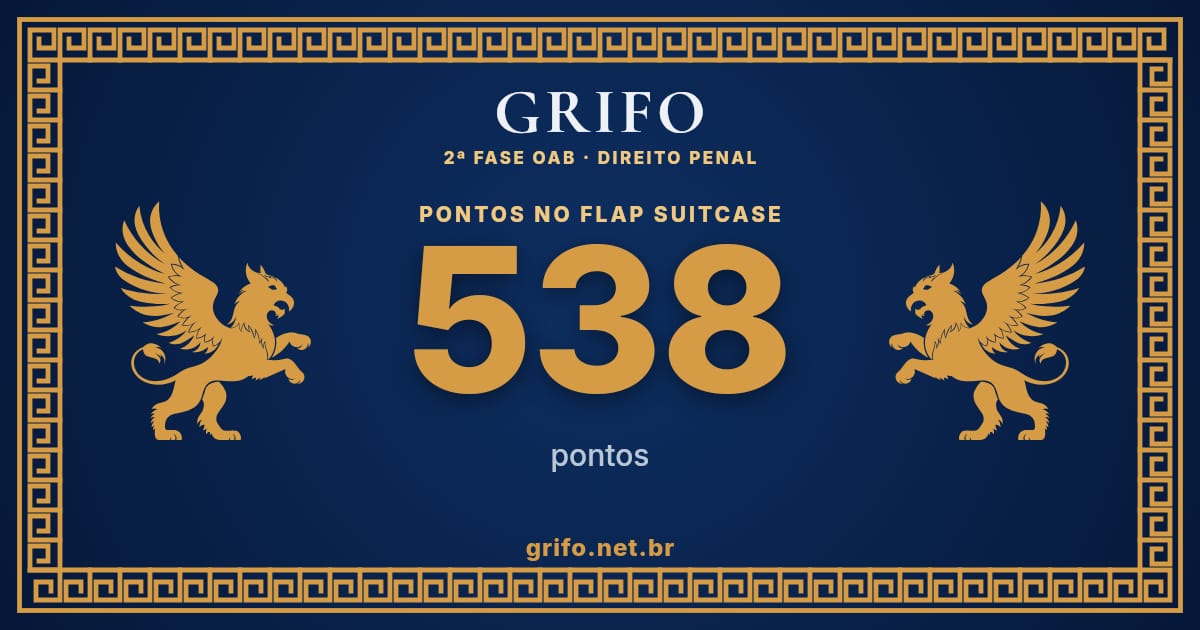 GRIFO
2ª FASE OAB · DIREITO PENAL
PONTOS NO FLAP SUITCASE
538
pontos
grifo.net.br